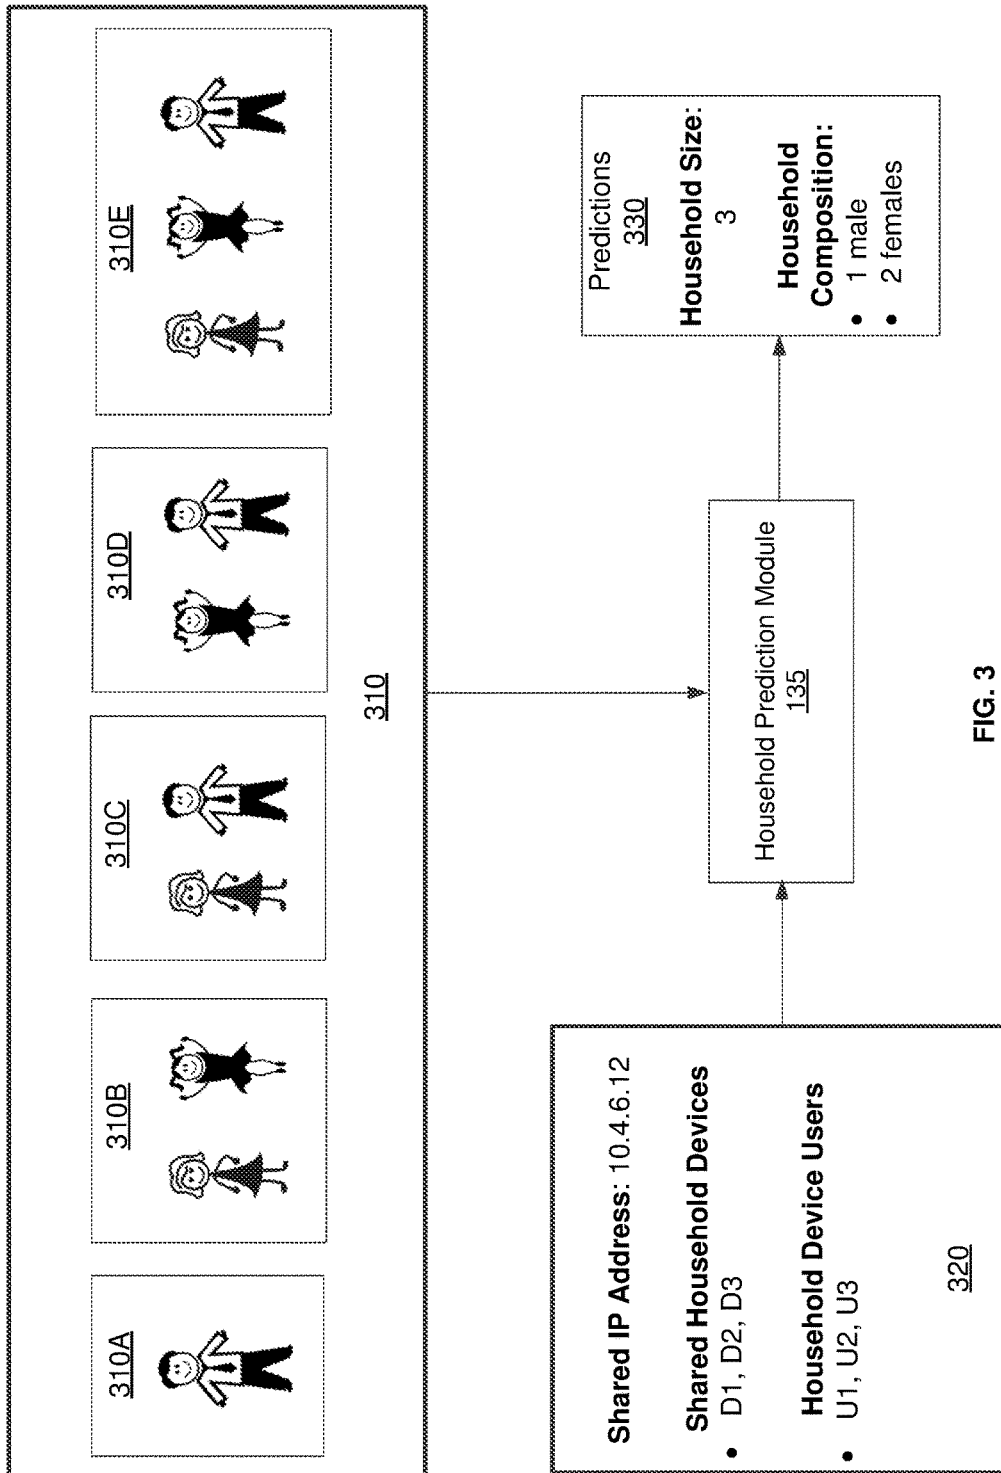 310A
310B
310C
310D
310E
310
Shared IP Address: 10.4.6.12
Shared Household Devices
• D1, D2, D3
Household Device Users
• U1, U2, U3
320
Household Prediction Module
135
Predictions
330
Household Size:
3
Household
Composition:
• 1 male
• 2 females
FIG. 3